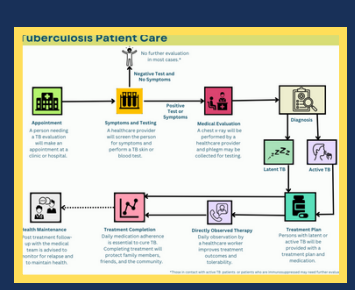 Tuberculosis Patient Care
No further evaluation
in most cases.*
Negative Test and
No Symptoms
Positive
Test or
Symptoms
Appointment
A person needing
a TB evaluation
will make an
appointment at a
clinic or hospital.
Symptoms and Testing
A healthcare provider
will screen the person
for symptoms and
perform a TB skin or
blood test.
Medical Evaluation
A chest x-ray will be
performed by a
healthcare provider
and phlegm may be
collected for testing.
Diagnosis
Latent TB
Active TB
Health Maintenance
Post treatment follow-
up with the medical
team is advised to
monitor for relapse and
to maintain health.
Treatment Completion
Daily medication adherence
is essential to cure TB.
Completing treatment will
protect family members,
friends, and the community.
Directly Observed Therapy
Daily observation by
a healthcare worker
improves treatment
outcomes and
tolerability.
Treatment Plan
Persons with latent or
active TB will be
provided with a
treatment plan and
medication.